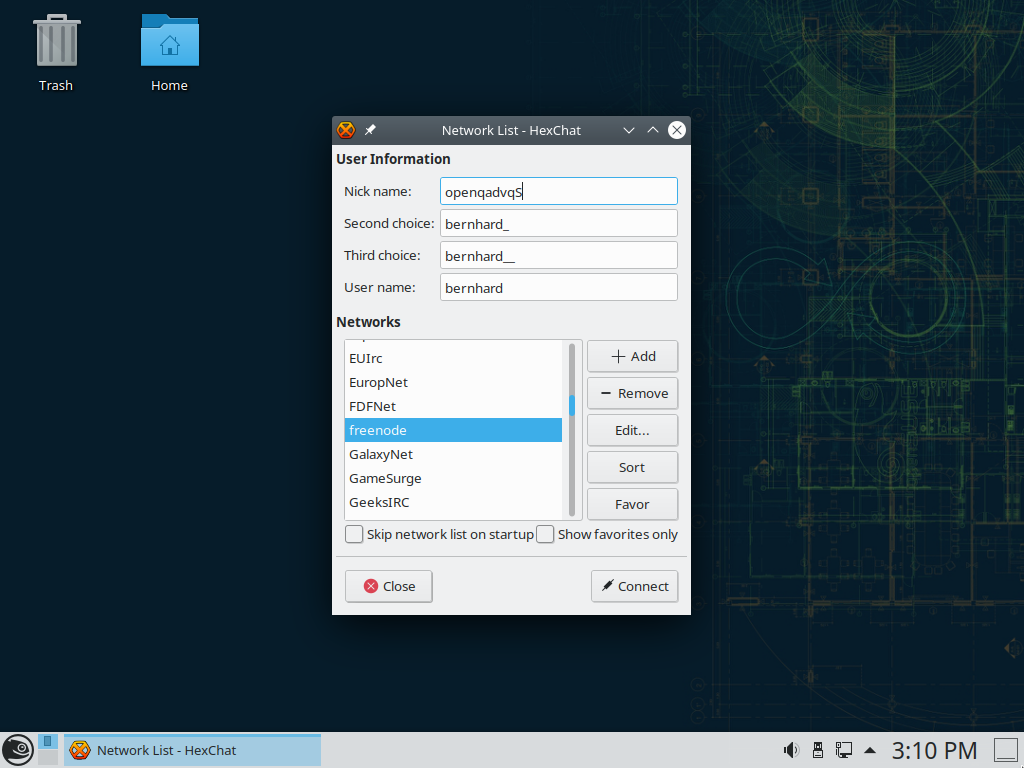 Trash
Home
Network List - HexChat
User Information
Nick name: openqadvqS
Second choice: bernhard_
Third choice: bernhard__
User name: bernhard
Networks
EUIrc
EuropNet
FDFNet
freenode
GalaxyNet
GameSurge
GeeksIRC
Add
Remove
Edit...
Sort
Favor
Skip network list on startup
Show favorites only
Close
Connect
Network List - HexChat
3:10 PM